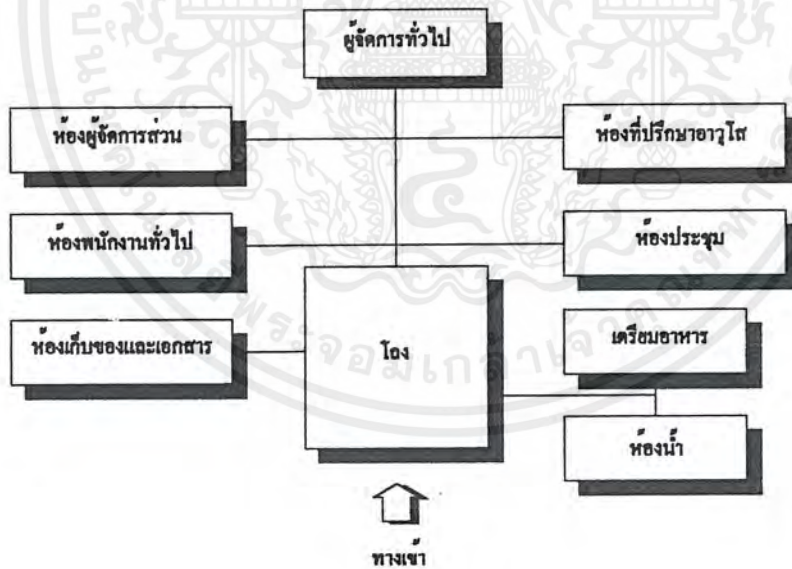 ผู้จัดการทั่วไป
ห้องผู้จัดการส่วน
ห้องที่ปรึกษาอาวุโส
ห้องพนักงานทั่วไป
ห้องประชุม
ห้องเก็บของและเอกสาร
โถง
เตรียมอาหาร
ห้องน้ำ
ทางเข้า